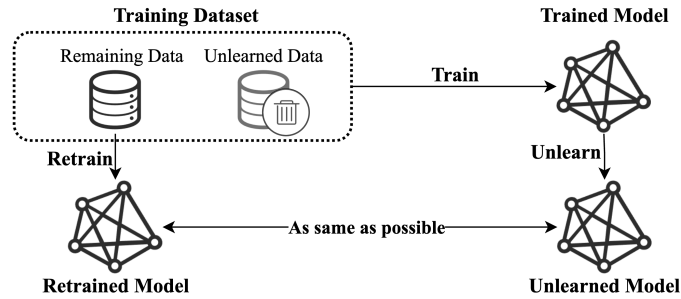 Training Dataset
Trained Model
Remaining Data
Unlearned Data
Train
Retrain
Unlearn
As same as possible
Retrained Model
Unlearned Model